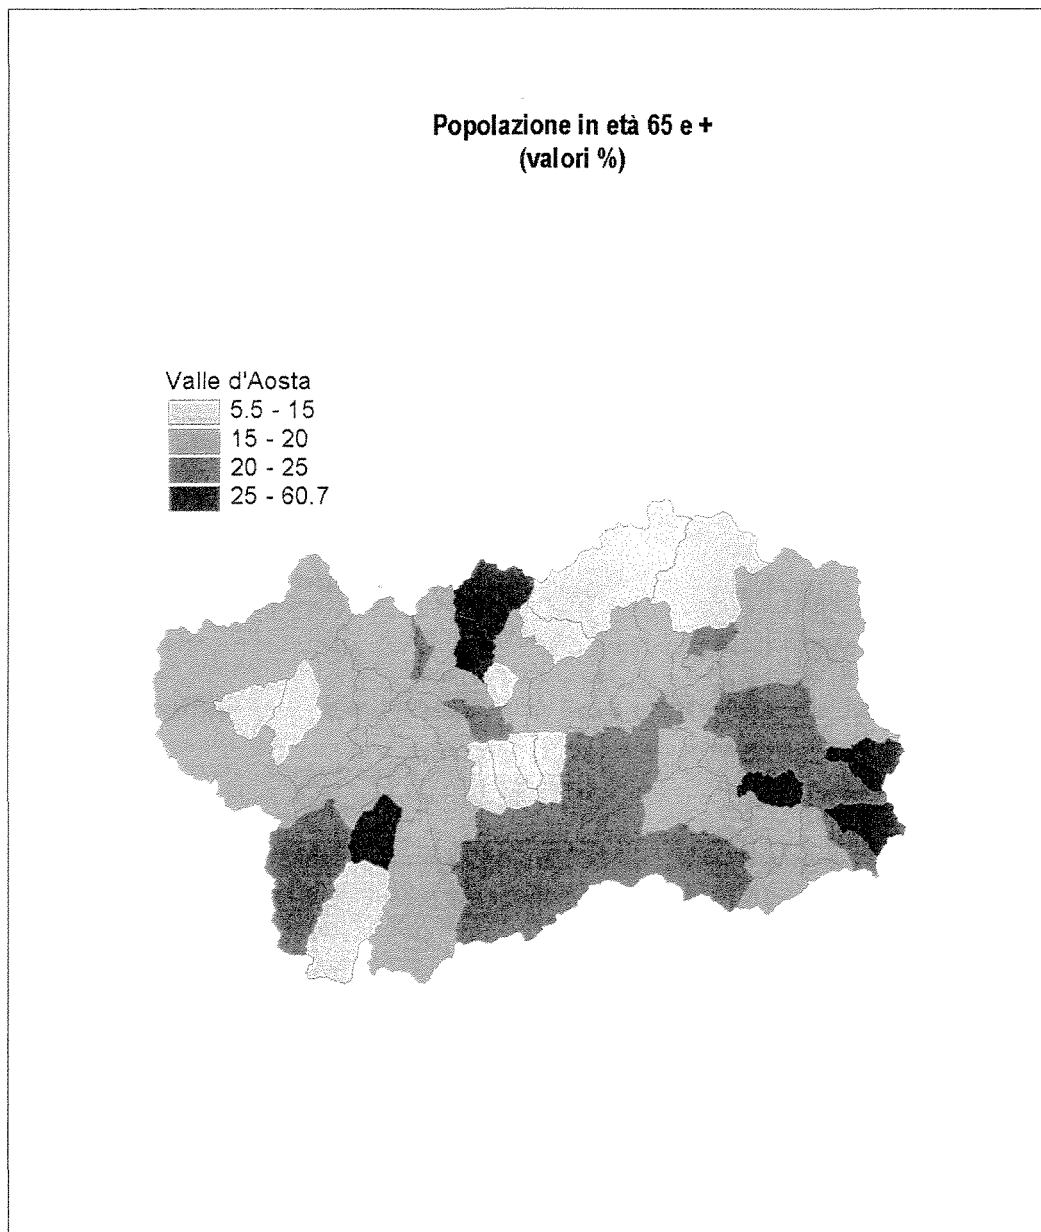 Popolazione in età 65 e +
(valori %)
Valle d'Aosta
5.5 - 15
15 - 20
20 - 25
25 - 60.7